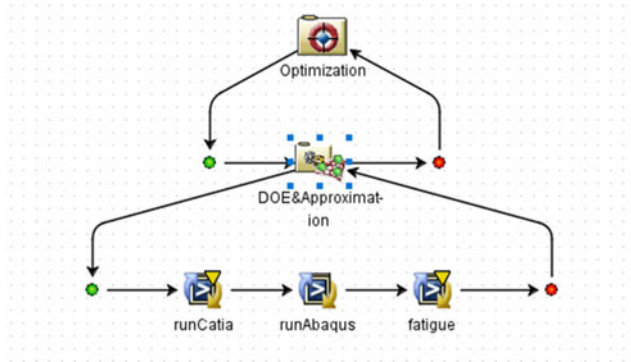 Optimization
DOE&Approximat-
ion
runCatia
runAbaqus
fatigue